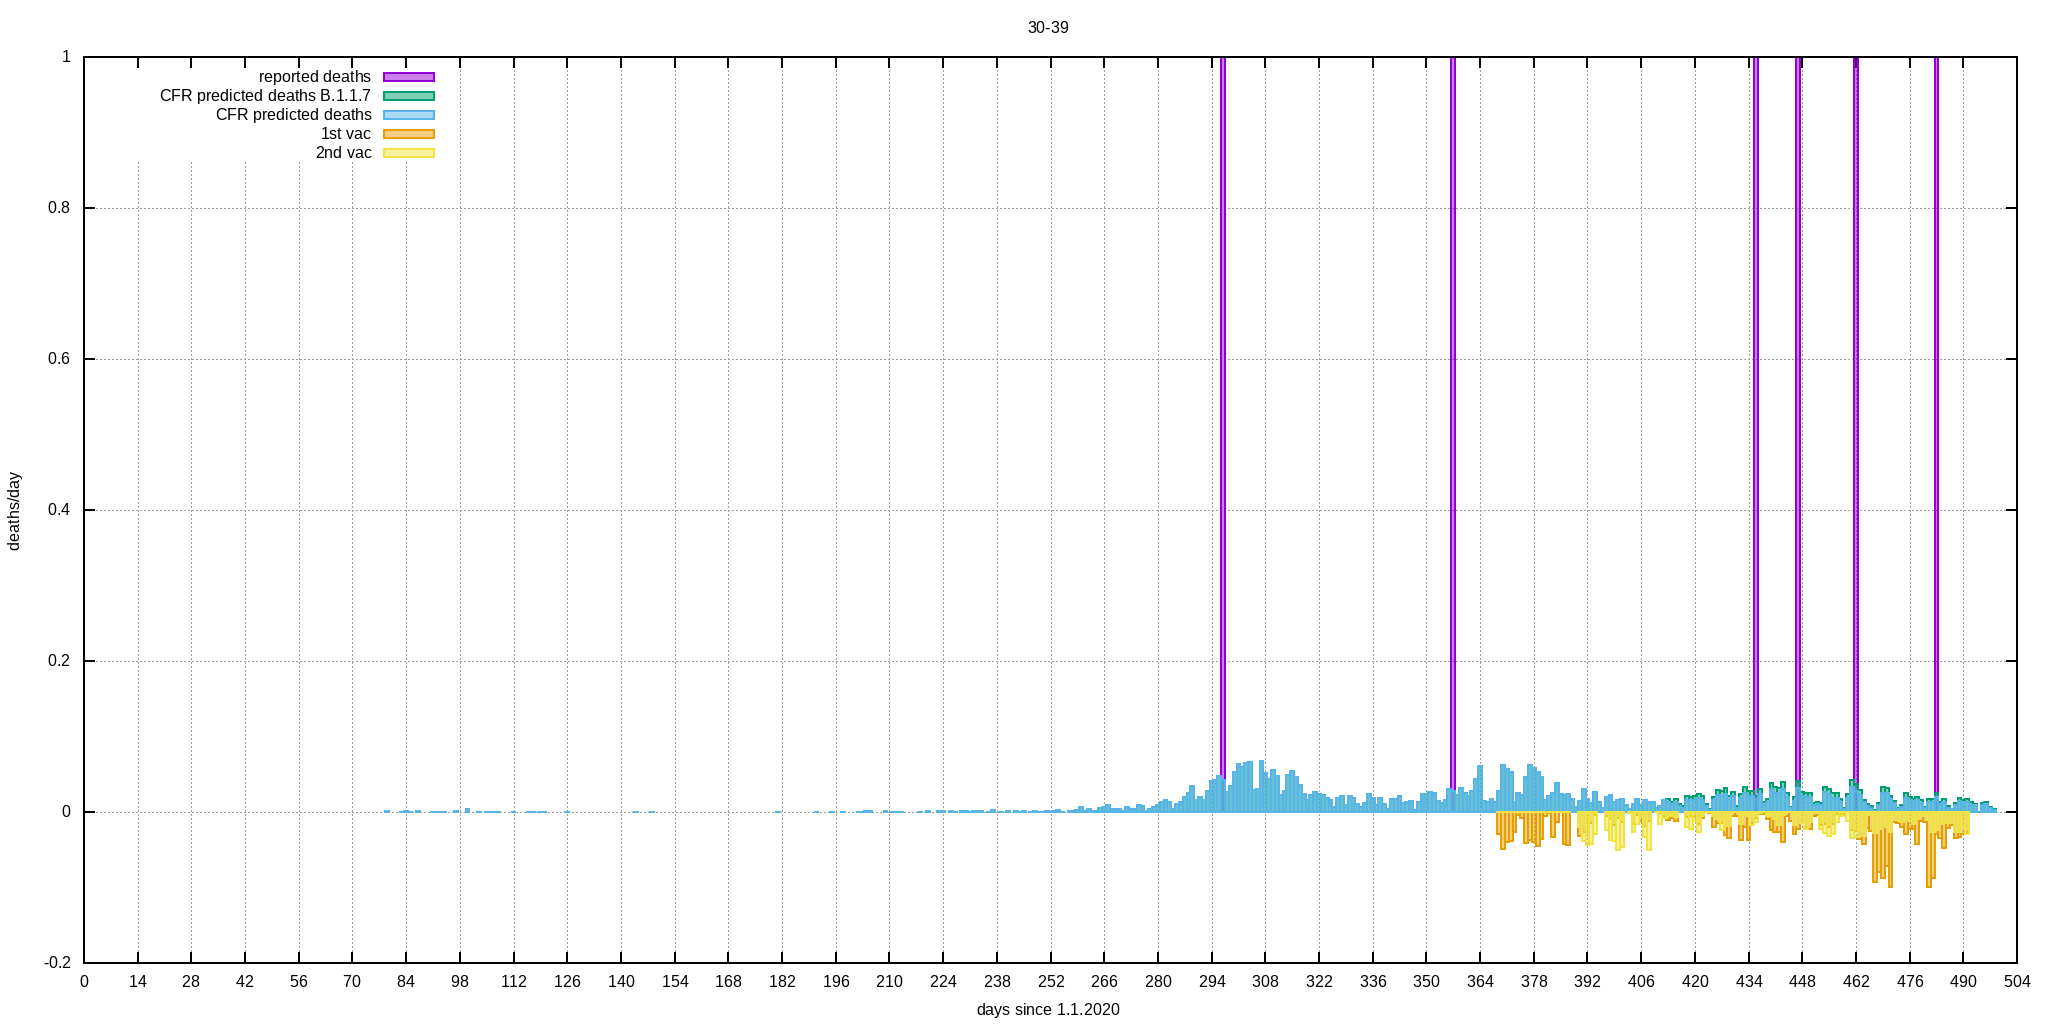 30-39
reported deaths
CFR predicted deaths B.1.1.7
CFR predicted deaths
1st vac
2nd vac
1
0.8
0.6
0.4
0.2
0
-0.2
deaths/day
0 14 28 42 56 70 84 98 112 126 140 154 168 182 196 210 224 238 252 266 280 294 308 322 336 350 364 378 392 406 420 434 448 462 476 490 504
days since 1.1.2020